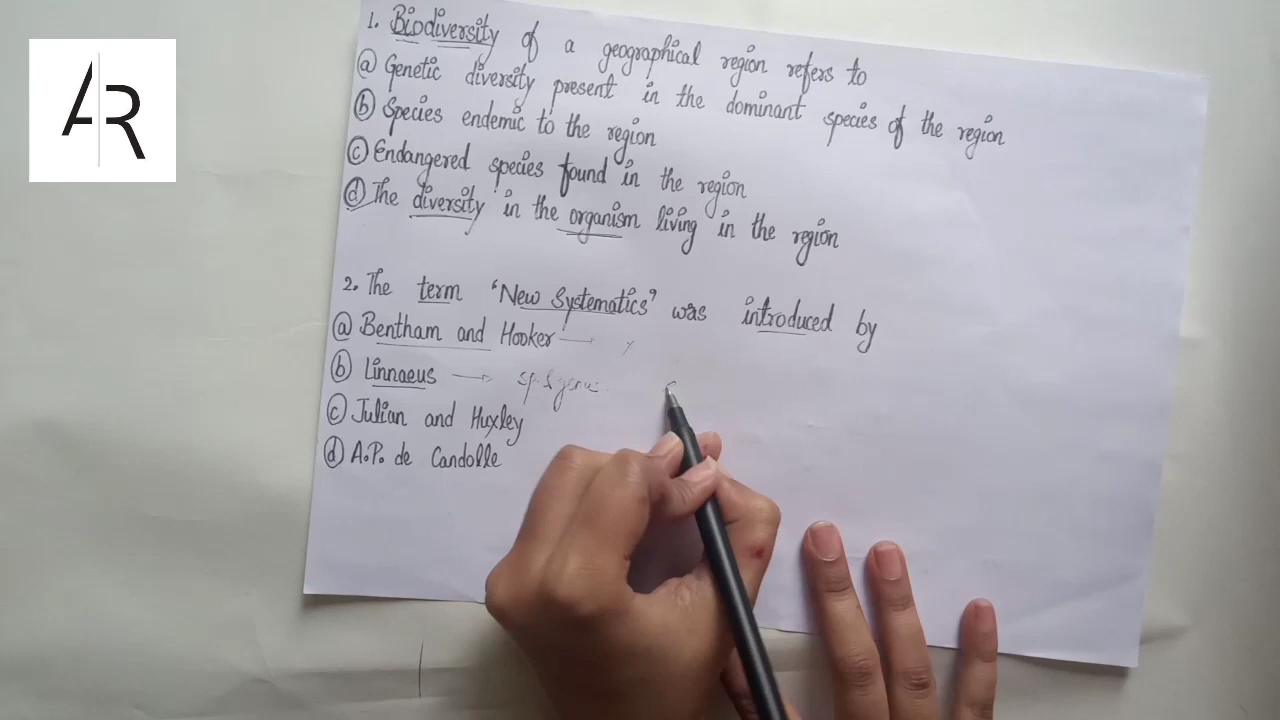 AR
1. Biodiversity of a geographical region refers to
ⓐ Genetic diversity present in the dominant species of the region
ⓑ Species endemic to the region
ⓒ Endangered species found in the region
ⓓ The diversity in the organism living in the region
2. The term 'New Systematics' was introduced by
ⓐ Bentham and Hooker → x
ⓑ Linnaeus → sp. &
ⓒ Julian and Huxley
ⓓ A.P. de Candolle